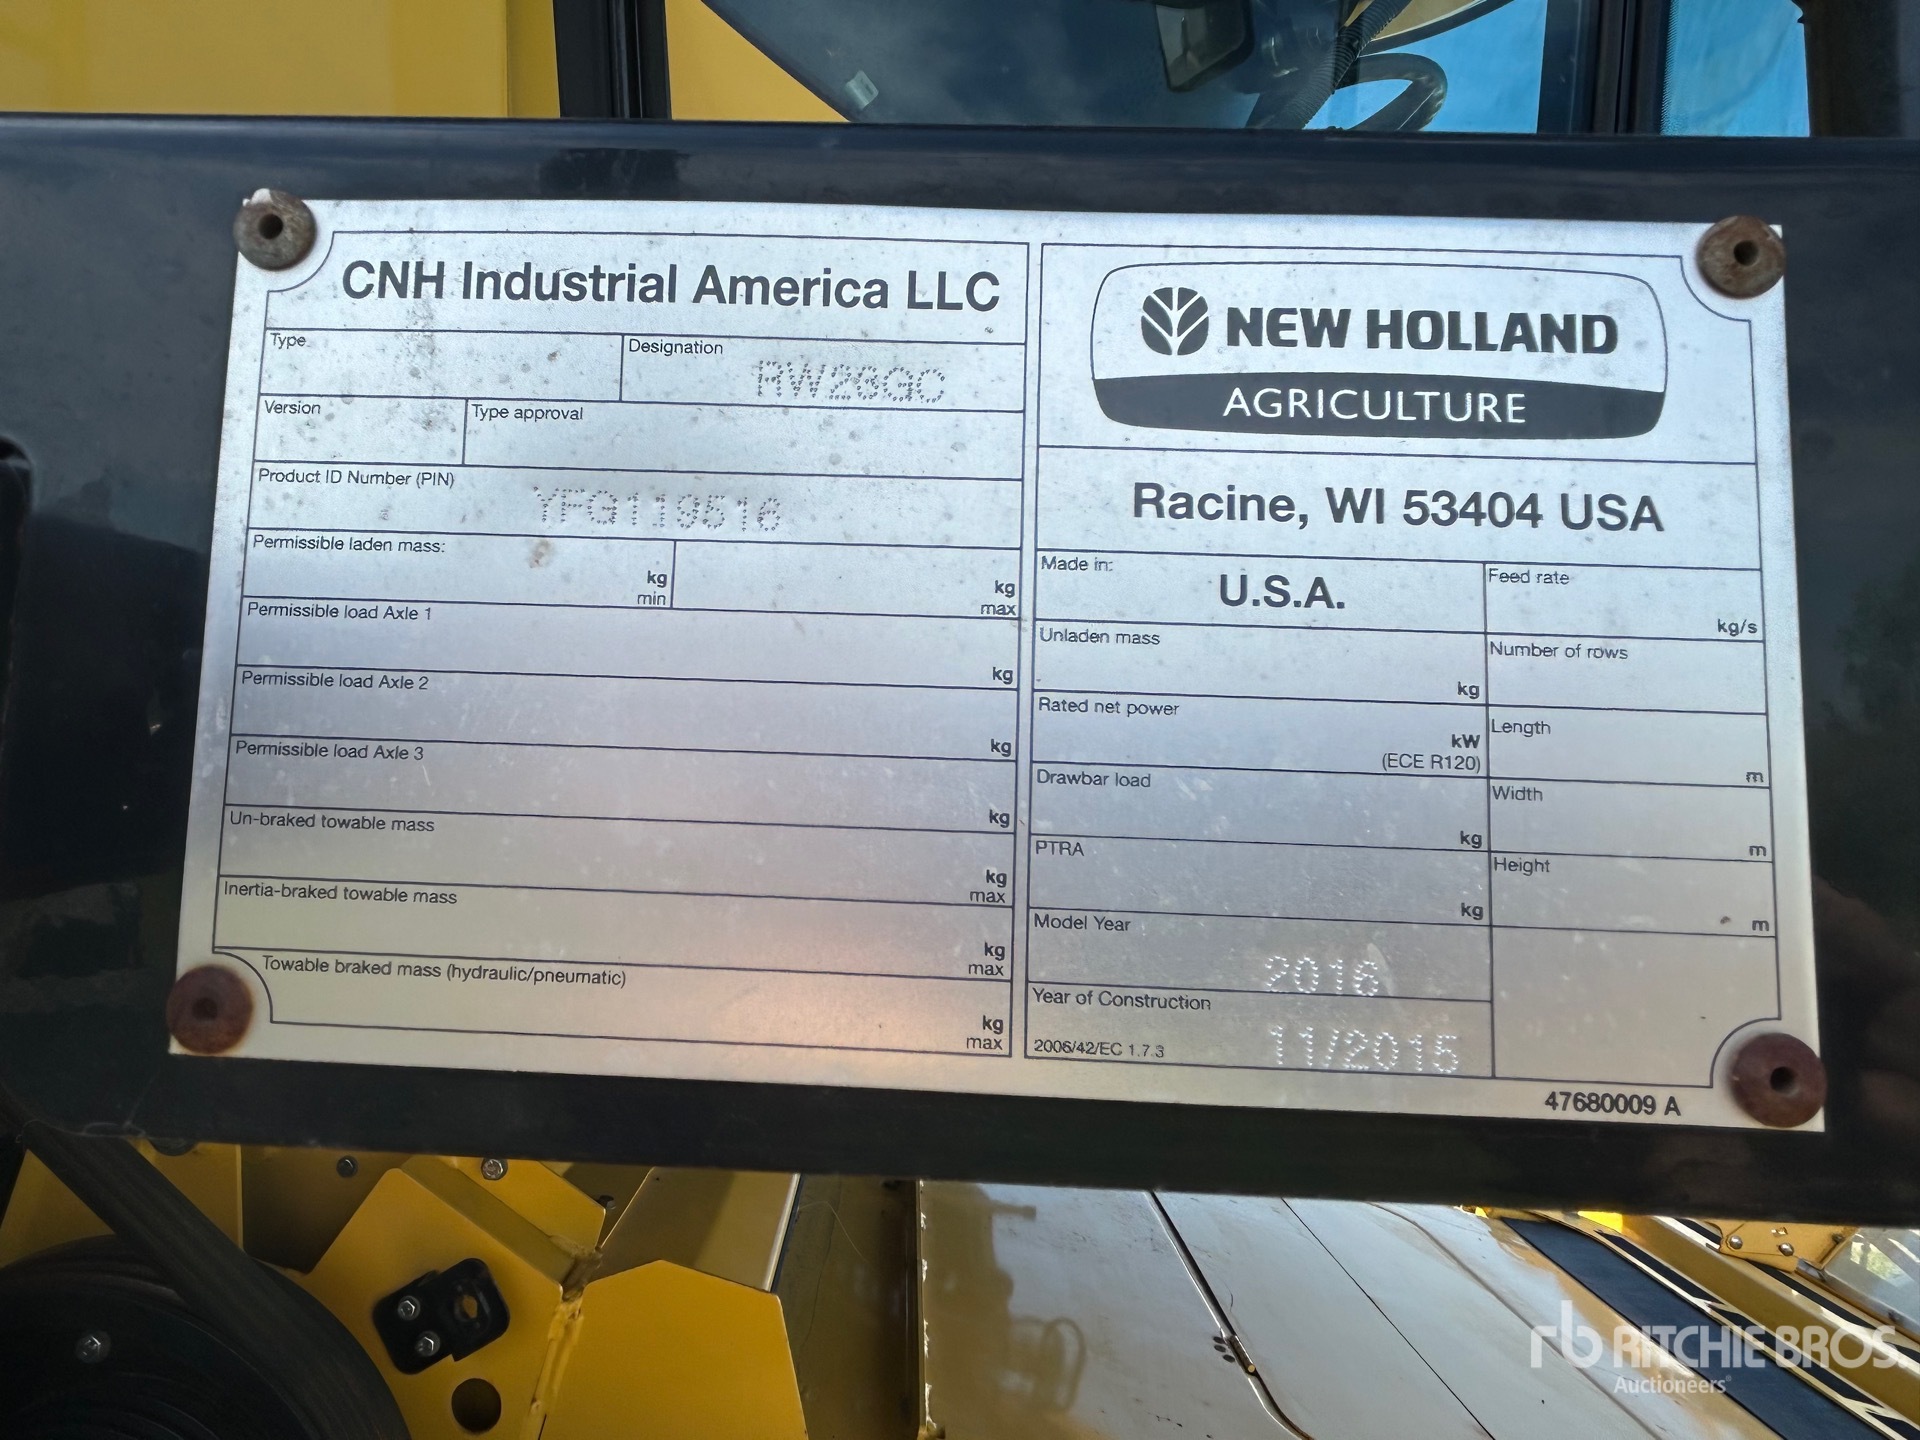 CNH Industrial America LLC
Type
Designation
RW28GC
Version
Type approval
Product ID Number (PIN)
YFG119516
Permissible laden mass:
kg
min
kg
max
Permissible load Axle 1
kg
Permissible load Axle 2
kg
Permissible load Axle 3
kg
Un-braked towable mass
kg
max
Inertia-braked towable mass
kg
max
Towable braked mass (hydraulic/pneumatic)
kg
max
NEW HOLLAND
AGRICULTURE
Racine, WI 53404 USA
Made in:
U.S.A.
Feed rate
kg/s
Unladen mass
kg
Number of rows
Rated net power
kW
(ECE R120)
Length
m
Drawbar load
kg
Width
m
PTRA
kg
Height
m
Model Year
2016
Year of Construction
2006/42/EC 1.7.3
11/2015
47680009 A
rb RITCHIE BROS.
Auctioneers